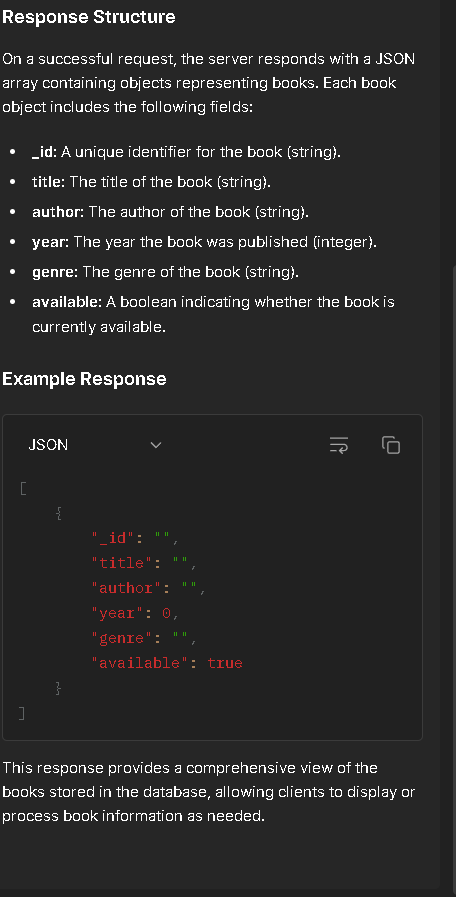 Response Structure
On a successful request, the server responds with a JSON
array containing objects representing books. Each book
object includes the following fields:
• _id: A unique identifier for the book (string).
• title: The title of the book (string).
• author: The author of the book (string).
• year: The year the book was published (integer).
• genre: The genre of the book (string).
• available: A boolean indicating whether the book is
currently available.
Example Response
JSON
[
    {
        "_id": "",
        "title": "",
        "author": "",
        "year": 0,
        "genre": "",
        "available": true
    }
]
This response provides a comprehensive view of the
books stored in the database, allowing clients to display or
process book information as needed.